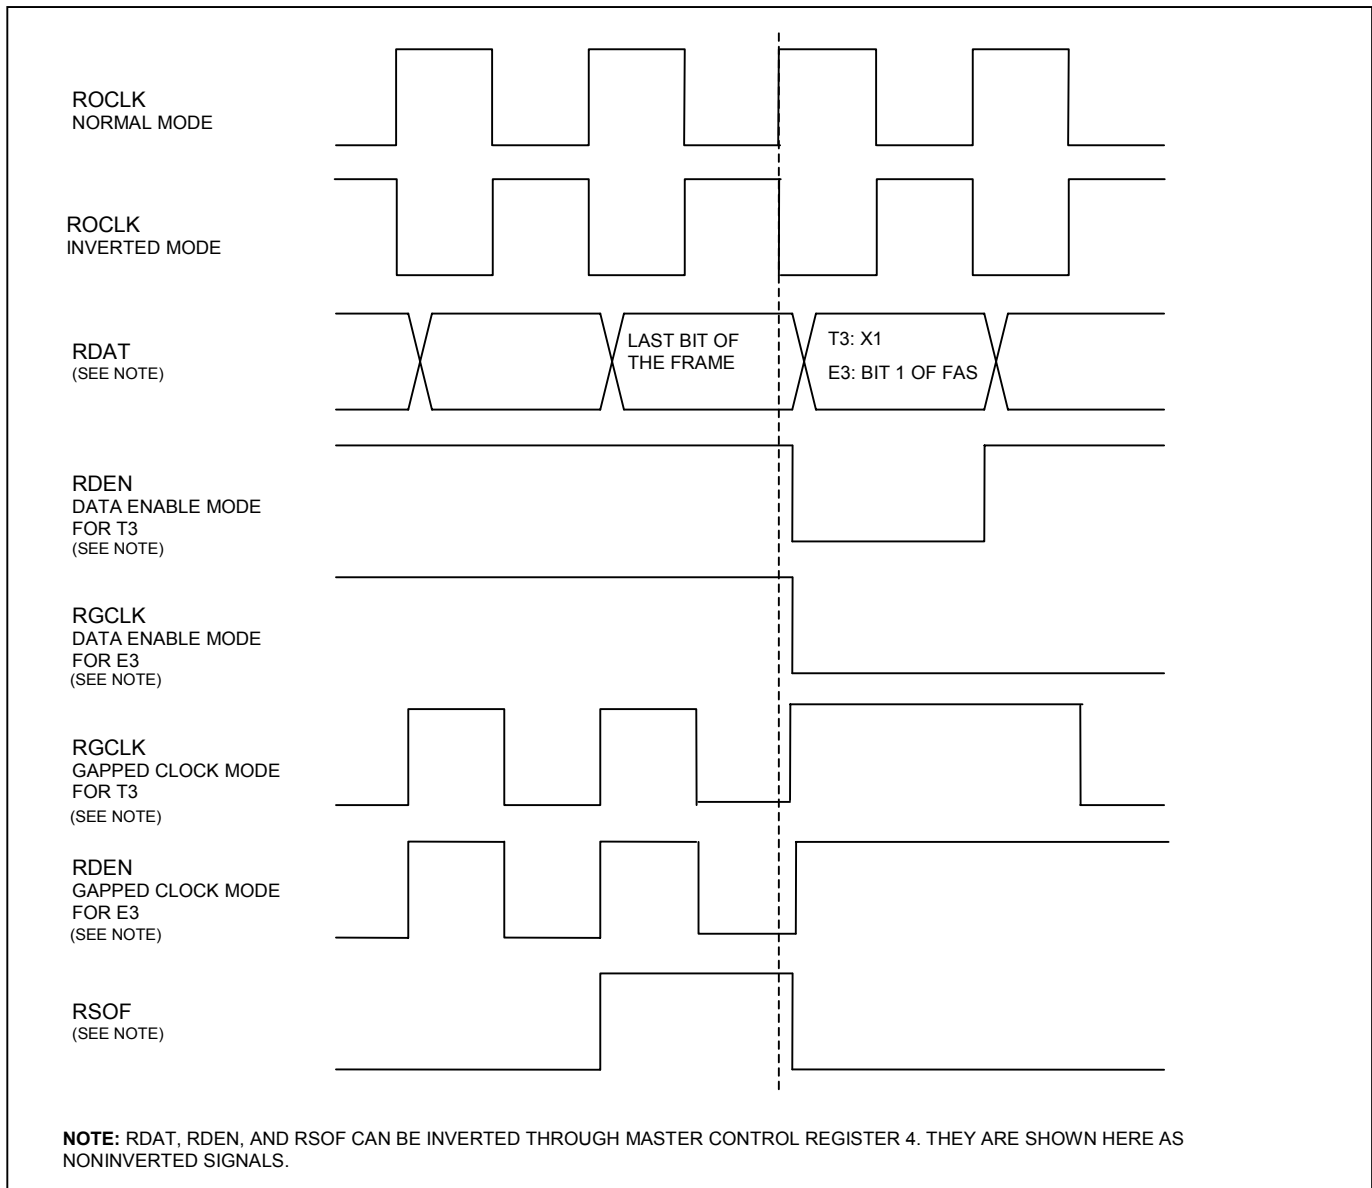 ROCLK
NORMAL MODE
ROCLK
INVERTED MODE
RDAT
(SEE NOTE)
LAST BIT OF
THE FRAME
T3: X1
E3: BIT 1 OF FAS
RDEN
DATA ENABLE MODE
FOR T3
(SEE NOTE)
RGCLK
DATA ENABLE MODE
FOR E3
(SEE NOTE)
RGCLK
GAPPED CLOCK MODE
FOR T3
(SEE NOTE)
RDEN
GAPPED CLOCK MODE
FOR E3
(SEE NOTE)
RSOF
(SEE NOTE)
NOTE: RDAT, RDEN, AND RSOF CAN BE INVERTED THROUGH MASTER CONTROL REGISTER 4. THEY ARE SHOWN HERE AS
NONINVERTED SIGNALS.